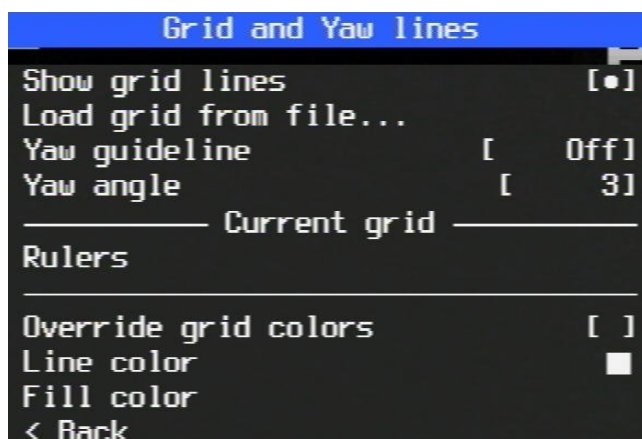 Grid and Yaw lines
Show grid lines [•]
Load grid from file...
Yaw guideline [ Off]
Yaw angle [ 3]
Current grid
Rulers
Override grid colors [ ]
Line color
Fill color
< Back